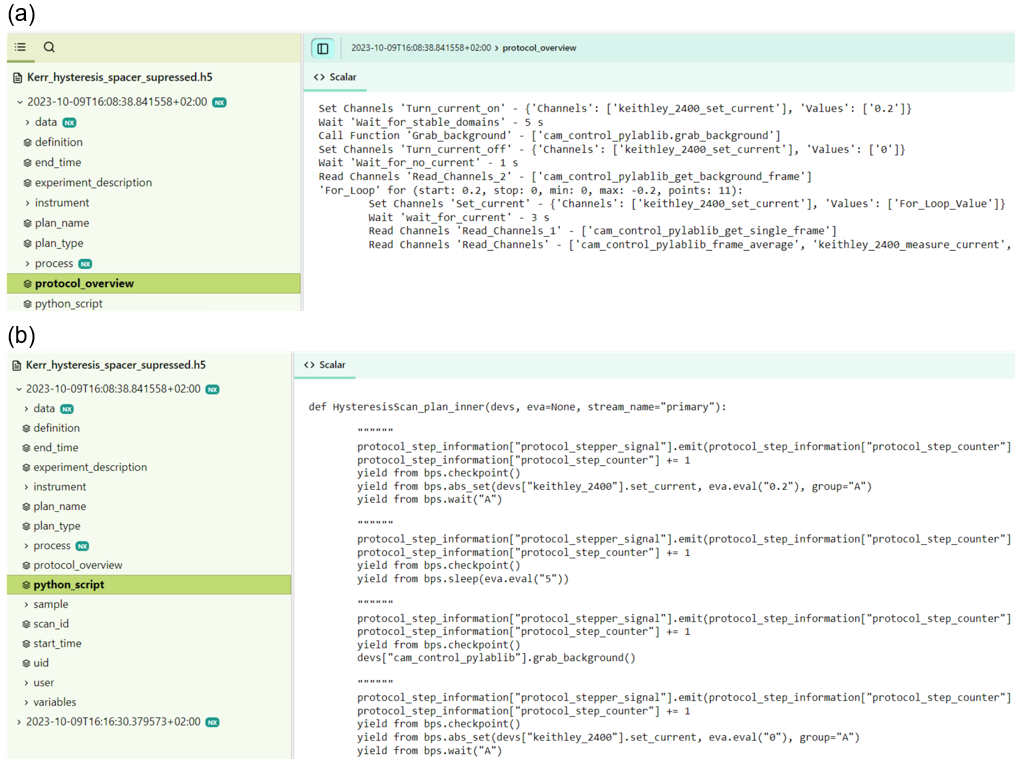 (a)
Kerr_hysteresis_spacer_supressed.h5
2023-10-09T16:08:38.841558+02:00 NX
data NX
definition
end_time
experiment_description
instrument
plan_name
plan_type
process NX
protocol_overview
python_script
2023-10-09T16:08:38.841558+02:00 > protocol_overview
<> Scalar
Set Channels 'Turn_current_on' - {'Channels': ['keithley_2400_set_current'], 'Values': ['0.2']}
Wait 'Wait_for_stable_domains' - 5 s
Call Function 'Grab_background' - ['cam_control_pylablib.grab_background']
Set Channels 'Turn_current_off' - {'Channels': ['keithley_2400_set_current'], 'Values': ['0']}
Wait 'Wait_for_no_current' - 1 s
Read Channels 'Read_Channels_2' - ['cam_control_pylablib_get_background_frame']
'For_Loop' for (start: 0.2, stop: 0, min: 0, max: -0.2, points: 11):
Set Channels 'Set_current' - {'Channels': ['keithley_2400_set_current'], 'Values': ['For_Loop_Value']}
Wait 'wait_for_current' - 3 s
Read Channels 'Read_Channels_1' - ['cam_control_pylablib_get_single_frame']
Read Channels 'Read_Channels' - ['cam_control_pylablib_frame_average', 'keithley_2400_measure_current',
(b)
Kerr_hysteresis_spacer_supressed.h5
2023-10-09T16:08:38.841558+02:00 NX
data NX
definition
end_time
experiment_description
instrument
plan_name
plan_type
process NX
protocol_overview
python_script
sample
scan_id
start_time
uid
user
variables
2023-10-09T16:16:30.379573+02:00 NX
<> Scalar
def HysteresisScan_plan_inner(devs, eva=None, stream_name="primary"):
""""""
protocol_step_information["protocol_stepper_signal"].emit(protocol_step_information["protocol_step_counter"]
protocol_step_information["protocol_step_counter"] += 1
yield from bps.checkpoint()
yield from bps.abs_set(devs["keithley_2400"].set_current, eva.eval("0.2"), group="A")
yield from bps.wait("A")
""""""
protocol_step_information["protocol_stepper_signal"].emit(protocol_step_information["protocol_step_counter"]
protocol_step_information["protocol_step_counter"] += 1
yield from bps.checkpoint()
yield from bps.sleep(eva.eval("5"))
""""""
protocol_step_information["protocol_stepper_signal"].emit(protocol_step_information["protocol_step_counter"]
protocol_step_information["protocol_step_counter"] += 1
yield from bps.checkpoint()
devs["cam_control_pylablib"].grab_background()
""""""
protocol_step_information["protocol_stepper_signal"].emit(protocol_step_information["protocol_step_counter"]
protocol_step_information["protocol_step_counter"] += 1
yield from bps.checkpoint()
yield from bps.abs_set(devs["keithley_2400"].set_current, eva.eval("0"), group="A")
yield from bps.wait("A")